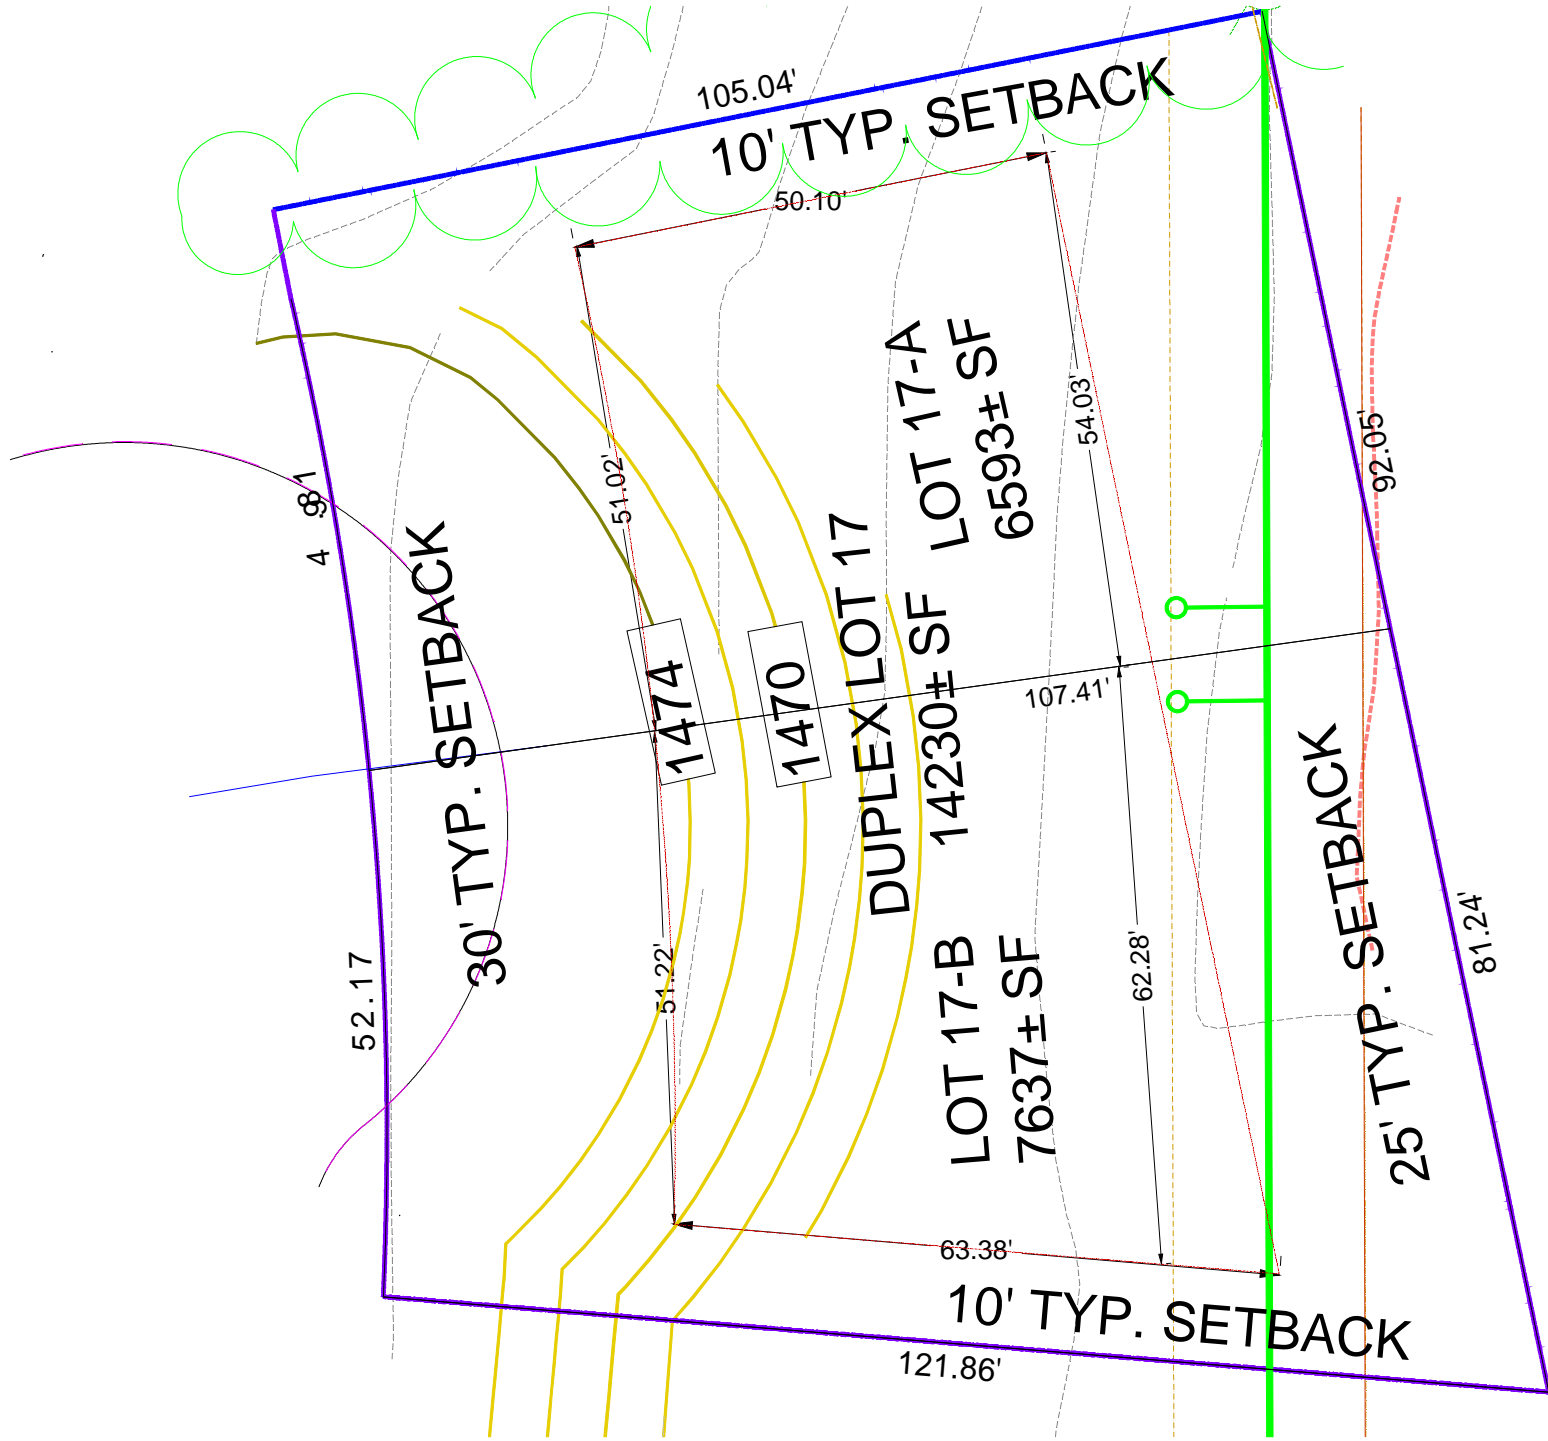 105.04'
10' TYP. SETBACK
50.10'
LOT 17-A
6593± SF
54.03'
92.05'
51.02'
30' TYP. SETBACK
DUPLEX LOT 17
14230± SF
1474
1470
107.41'
52.17
51.22'
LOT 17-B
7637± SF
62.28'
25' TYP. SETBACK
81.24'
63.38'
10' TYP. SETBACK
121.86'